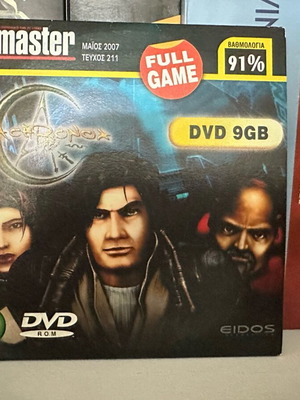 master
ΜΑΪΟΣ 2007
ΤΕΥΧΟΣ 211
FULL
GAME
ΒΑΘΜΟΛΟΓΙΑ
91%
DVD 9GB
DVD
ROM
EIDOS